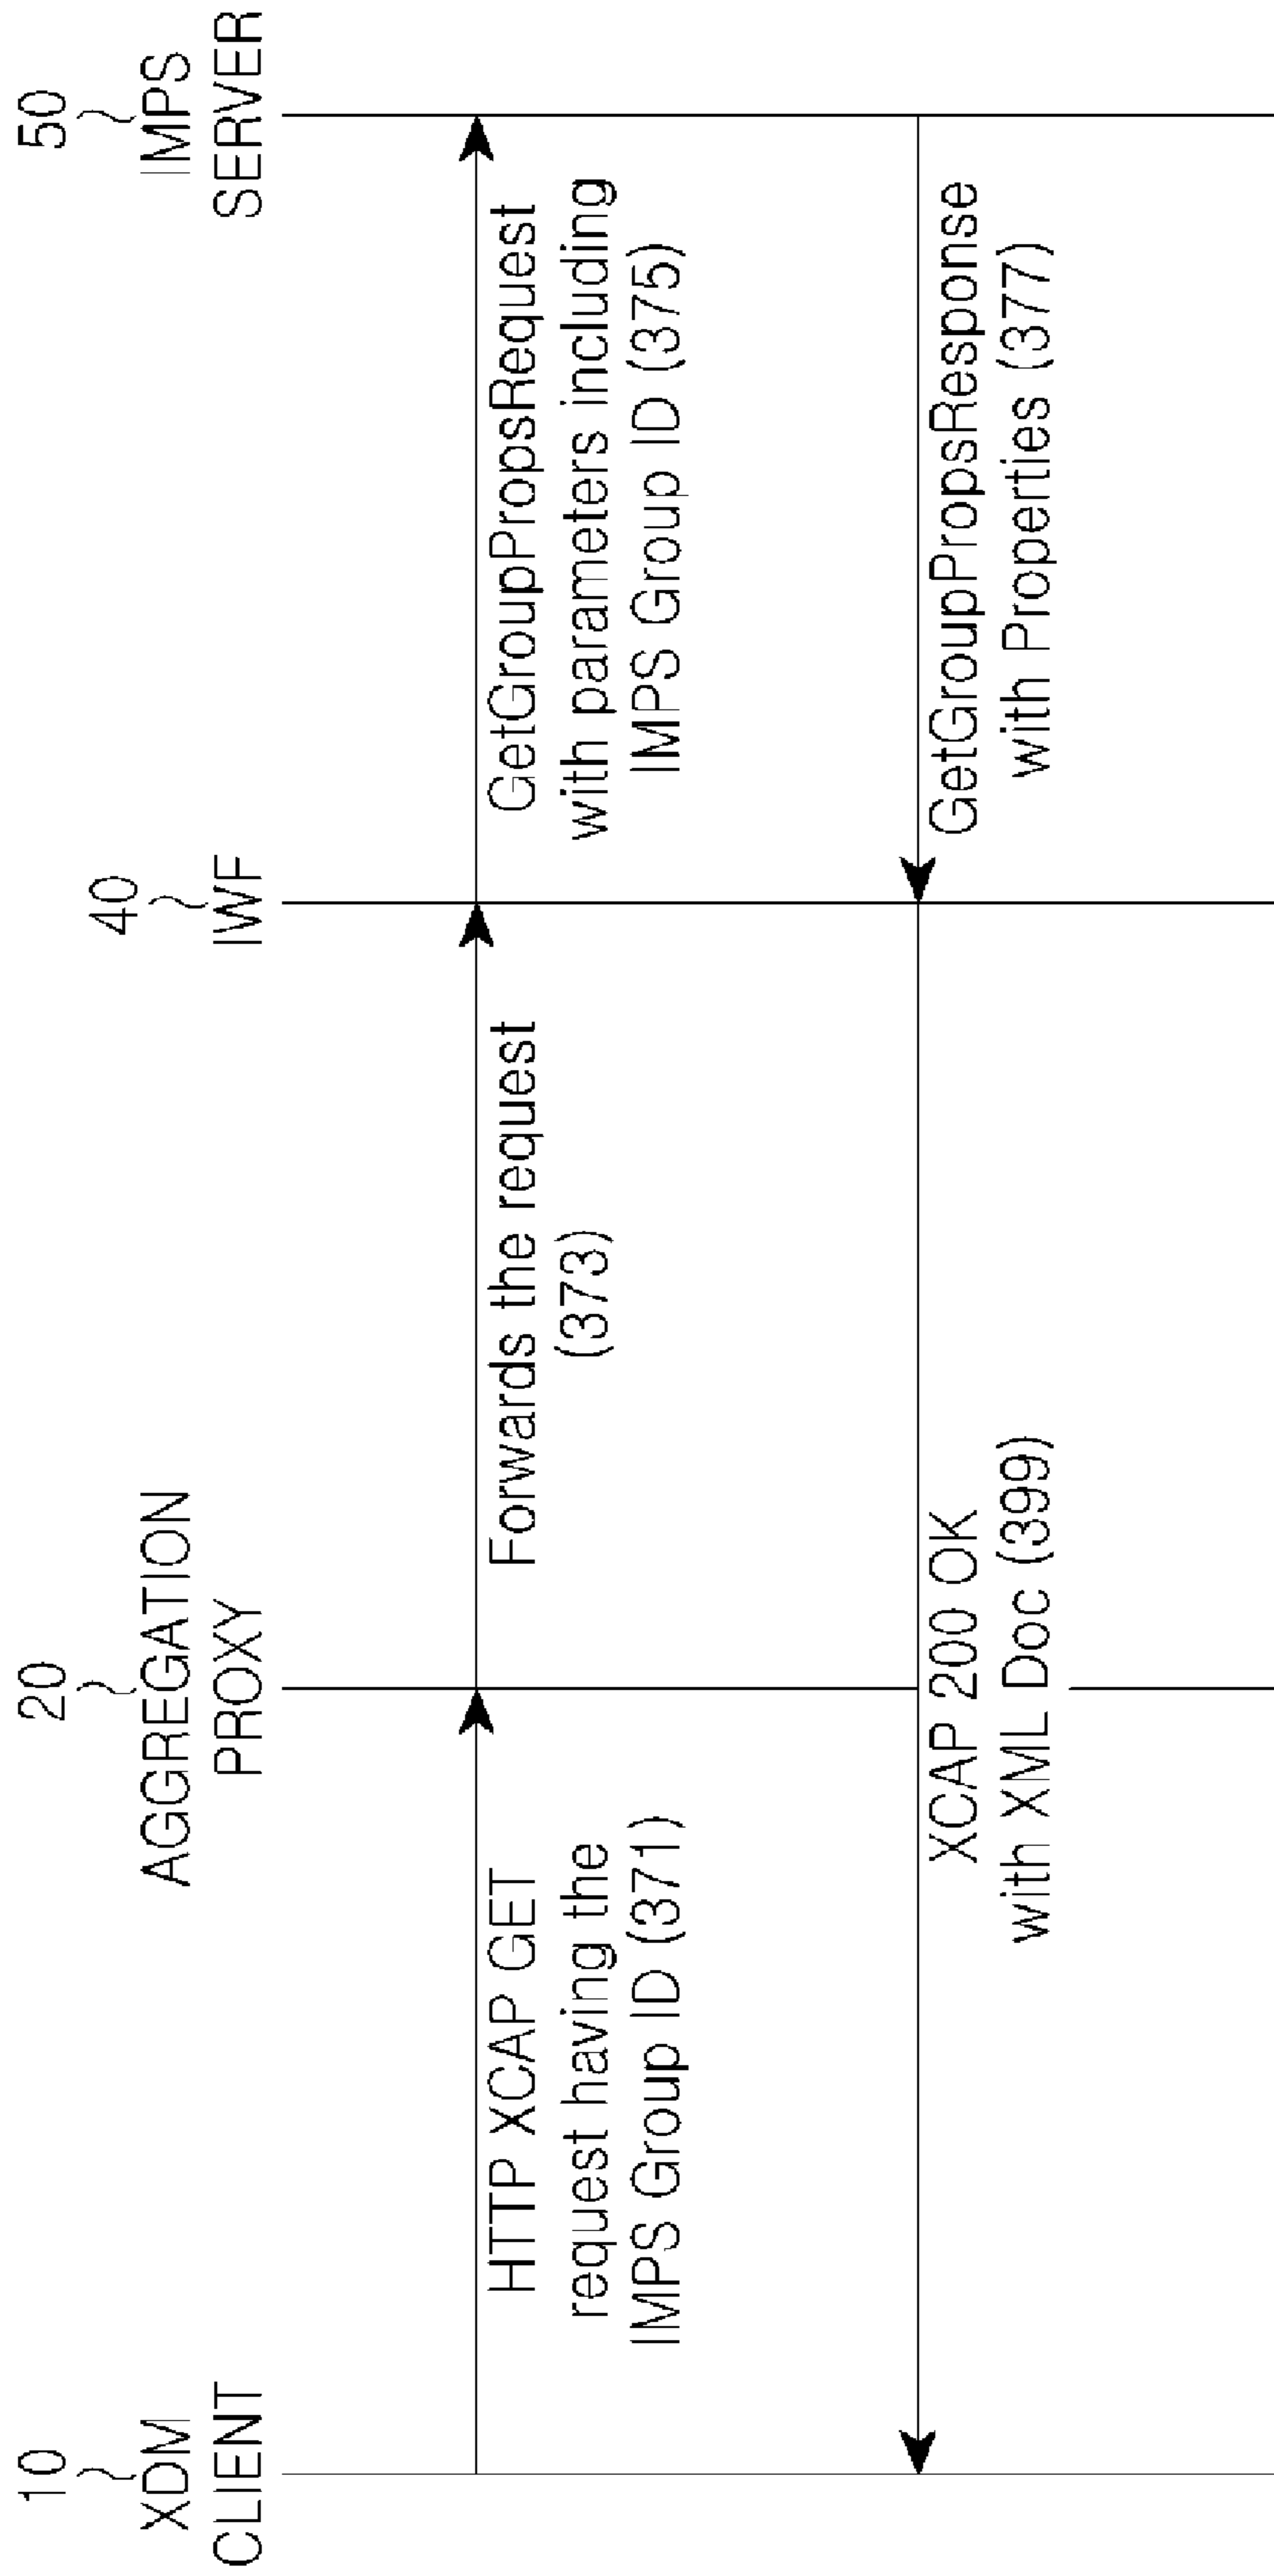 10
XDM
CLIENT
20
AGGREGATION
PROXY
40
IWF
50
IMPS
SERVER
HTTP XCAP GET
request having the
IMPS Group ID (371)
Forwards the request
(373)
GetGroupPropsRequest
with parameters including
IMPS Group ID (375)
GetGroupPropsResponse
with Properties (377)
XCAP 200 OK
with XML Doc (399)